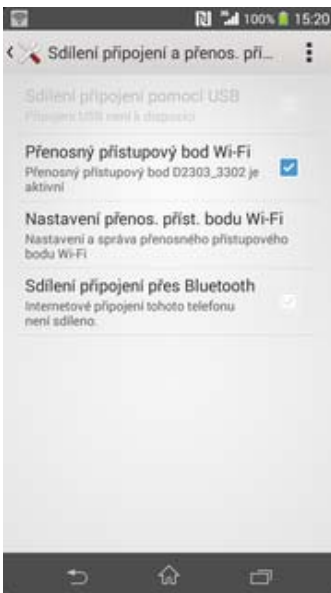 100% 15:20
Sdílení připojení a přenos. pří...
Sdílení připojení pomocí USB
Připojení USB není k dispozici
Přenosný přístupový bod Wi-Fi
Přenosný přístupový bod D2303_3302 je
aktivní
Nastavení přenos. příst. bodu Wi-Fi
Nastavení a správa přenosného přístupového
bodu Wi-Fi
Sdílení připojení přes Bluetooth
Internetové připojení tohoto telefonu
není sdíleno.